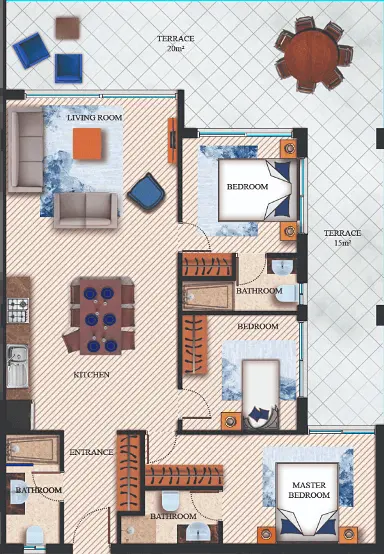 TERRACE
20m²
LIVING ROOM
BEDROOM
TERRACE
15m²
BATHROOM
BEDROOM
KITCHEN
ENTRANCE
BATHROOM
MASTER
BEDROOM
BATHROOM